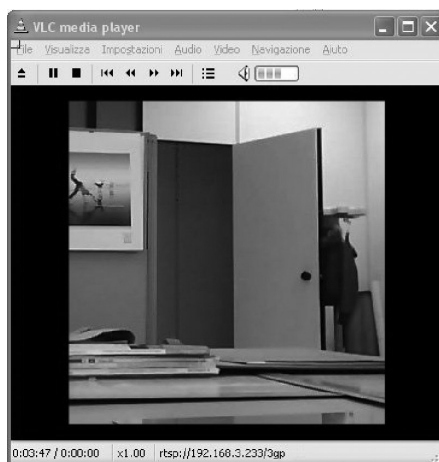 VLC media player
File Visualizza Impostazioni Audio Video Navigazione Aiuto
0:03:47 / 0:00:00 x1.00 rtsp://192.168.3.233/3gp